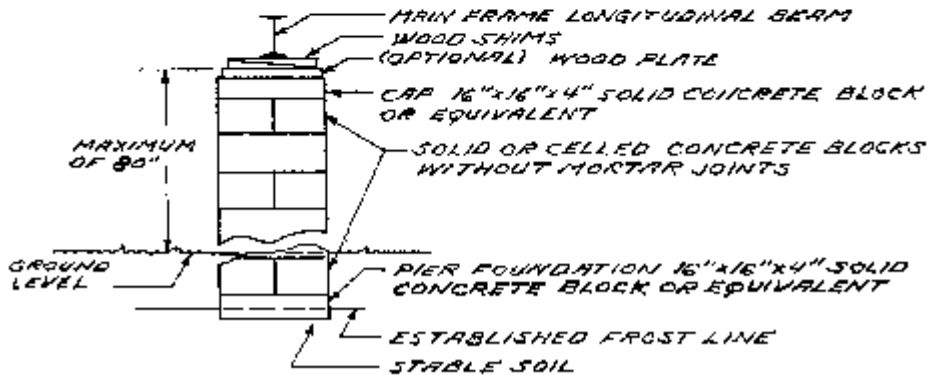 MAIN FRAME LONGITUDINAL BEAM
WOOD SHIMS
(OPTIONAL) WOOD PLATE
CAP 16"x16"x4" SOLID CONCRETE BLOCK
OR EQUIVALENT
MAXIMUM
OF 80"
SOLID OR CELLED CONCRETE BLOCKS
WITHOUT MORTAR JOINTS
GROUND
LEVEL
PIER FOUNDATION 16"x16"x4" SOLID
CONCRETE BLOCK OR EQUIVALENT
ESTABLISHED FROST LINE
STABLE SOIL